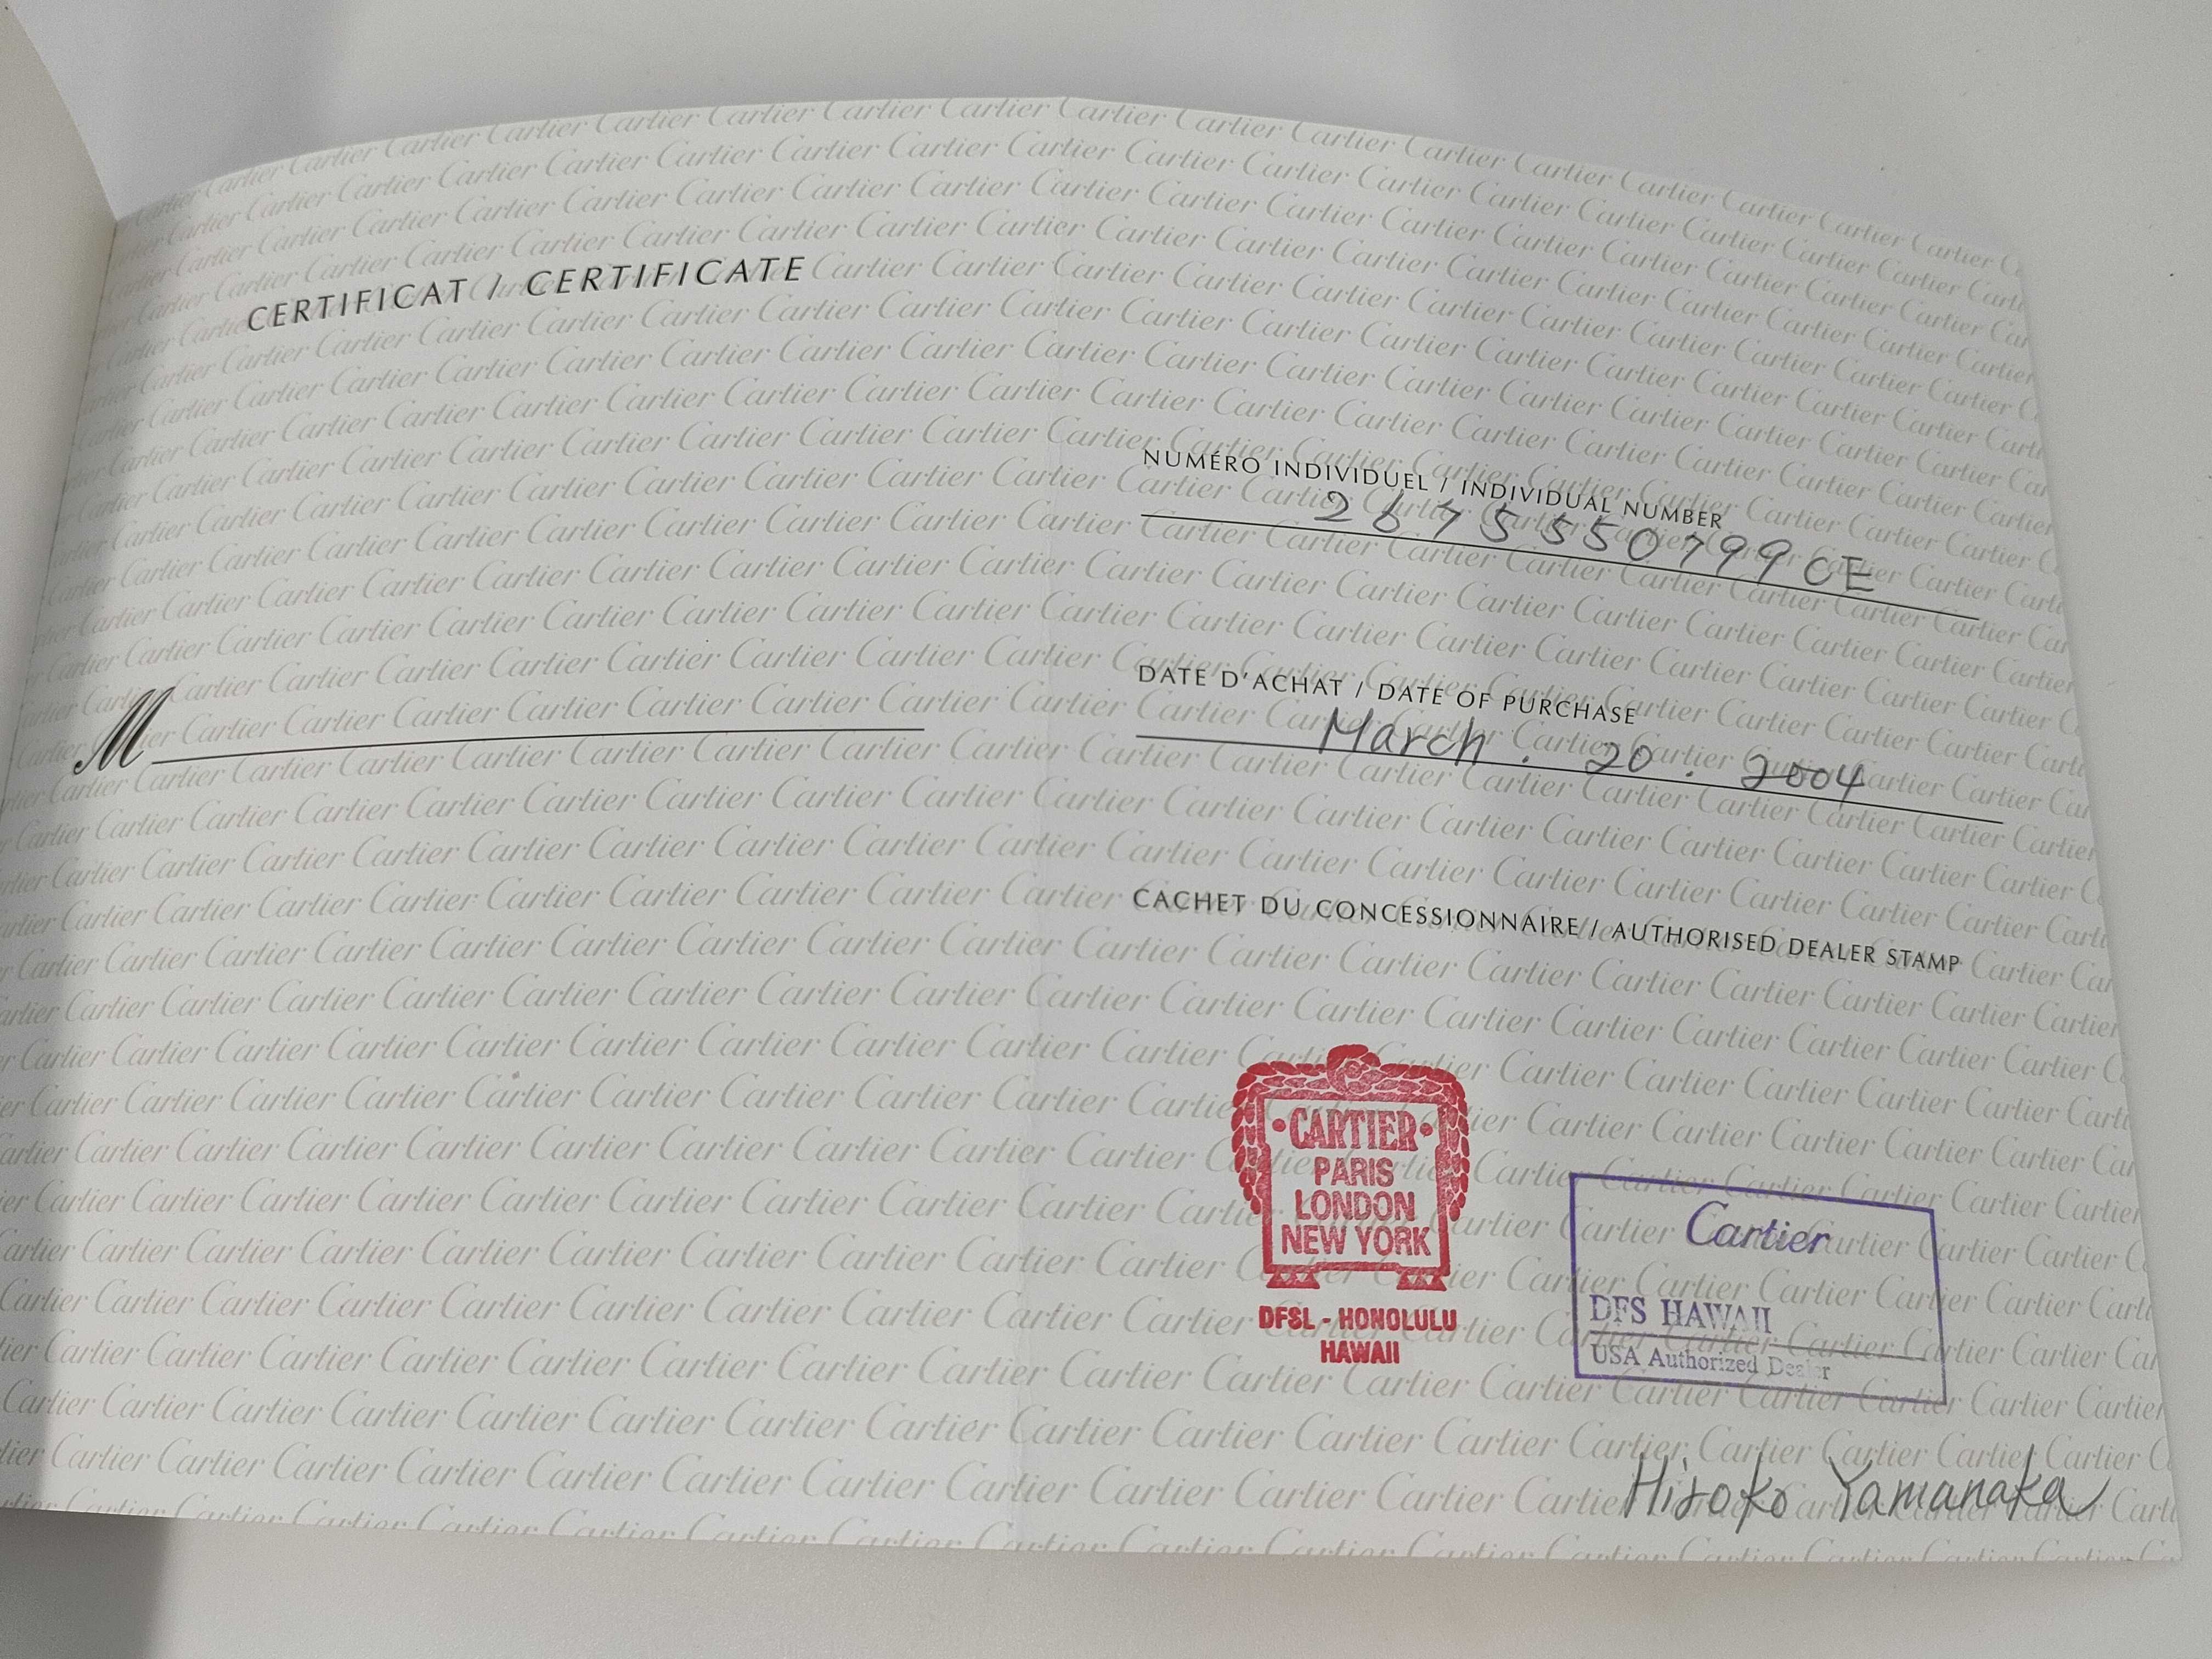 CERTIFICAT / CERTIFICATE
M
NUMÉRO INDIVIDUEL / INDIVIDUAL NUMBER
2675550799CE
DATE D'ACHAT / DATE OF PURCHASE
March. 20. 2004
CACHET DU CONCESSIONNAIRE / AUTHORISED DEALER STAMP
·CARTIER·
PARIS
LONDON
NEW YORK
DFSL - HONOLULU
HAWAII
Cartier
DFS HAWAII
USA Authorized Dealer
Hiroko Yamanaka